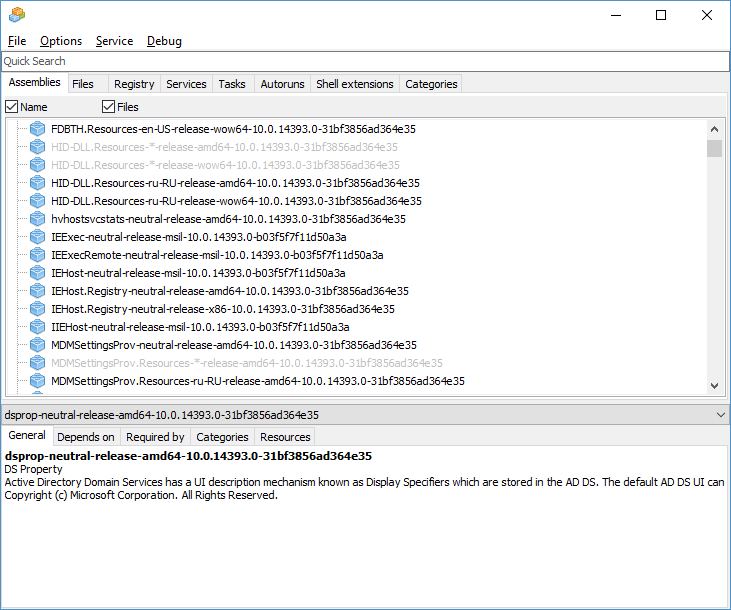 File Options Service Debug
Quick Search
Assemblies Files Registry Services Tasks Autoruns Shell extensions Categories
Name Files
FDBTH.Resources-en-US-release-wow64-10.0.14393.0-31bf3856ad364e35
HID-DLL.Resources-*-release-amd64-10.0.14393.0-31bf3856ad364e35
HID-DLL.Resources-*-release-wow64-10.0.14393.0-31bf3856ad364e35
HID-DLL.Resources-ru-RU-release-amd64-10.0.14393.0-31bf3856ad364e35
HID-DLL.Resources-ru-RU-release-wow64-10.0.14393.0-31bf3856ad364e35
hvhostsvcstats-neutral-release-amd64-10.0.14393.0-31bf3856ad364e35
IEExec-neutral-release-msil-10.0.14393.0-b03f5f7f11d50a3a
IEExecRemote-neutral-release-msil-10.0.14393.0-b03f5f7f11d50a3a
IEHost-neutral-release-msil-10.0.14393.0-b03f5f7f11d50a3a
IEHost.Registry-neutral-release-amd64-10.0.14393.0-31bf3856ad364e35
IEHost.Registry-neutral-release-x86-10.0.14393.0-31bf3856ad364e35
IIEHost-neutral-release-msil-10.0.14393.0-b03f5f7f11d50a3a
MDMSettingsProv-neutral-release-amd64-10.0.14393.0-31bf3856ad364e35
MDMSettingsProv.Resources-*-release-amd64-10.0.14393.0-31bf3856ad364e35
MDMSettingsProv.Resources-ru-RU-release-amd64-10.0.14393.0-31bf3856ad364e35
dsprop-neutral-release-amd64-10.0.14393.0-31bf3856ad364e35
General Depends on Required by Categories Resources
dsprop-neutral-release-amd64-10.0.14393.0-31bf3856ad364e35
DS Property
Active Directory Domain Services has a UI description mechanism known as Display Specifiers which are stored in the AD DS. The default AD DS UI can
Copyright (c) Microsoft Corporation. All Rights Reserved.